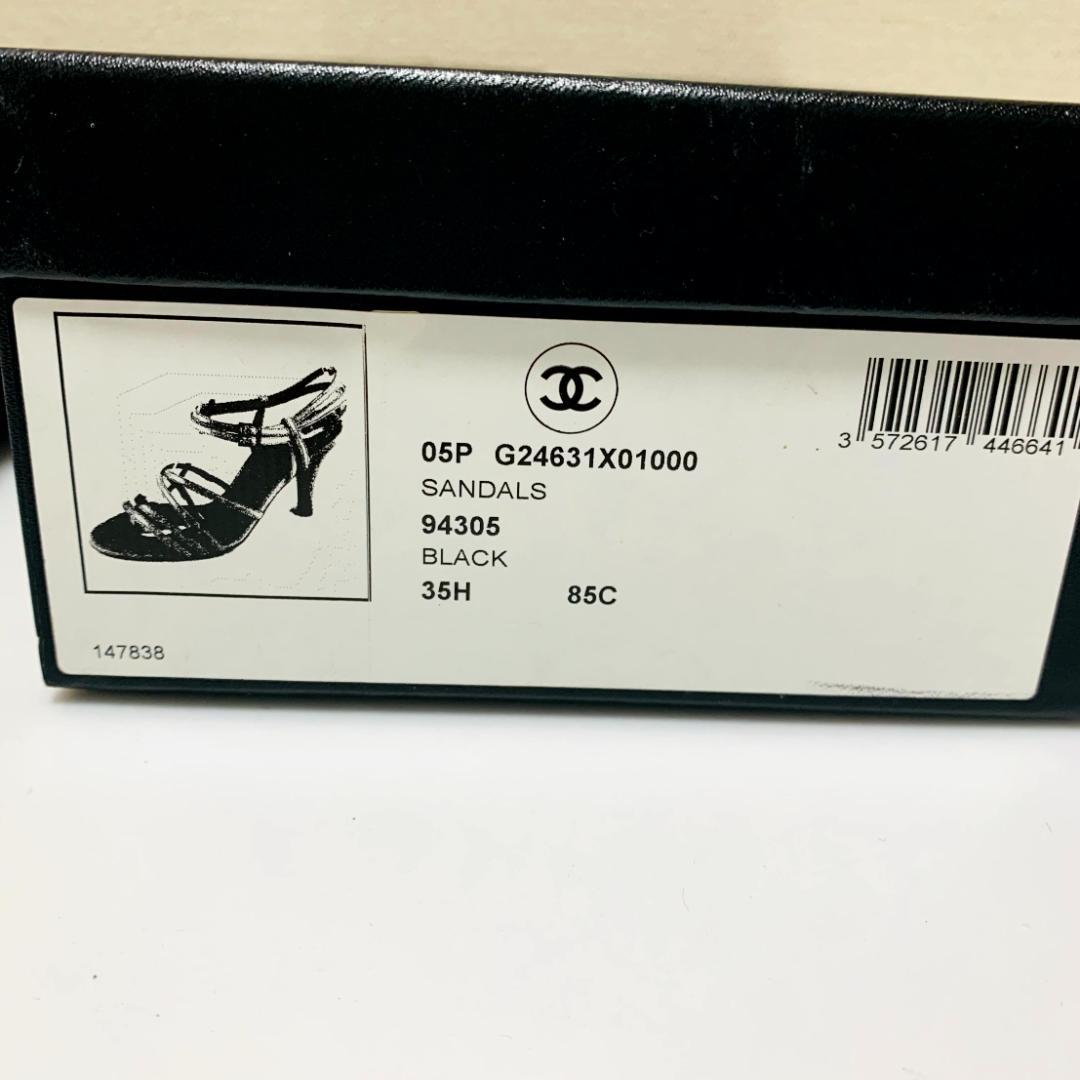 05P G24631X01000
SANDALS
94305
BLACK
35H 85C
147838
3 572617 446641